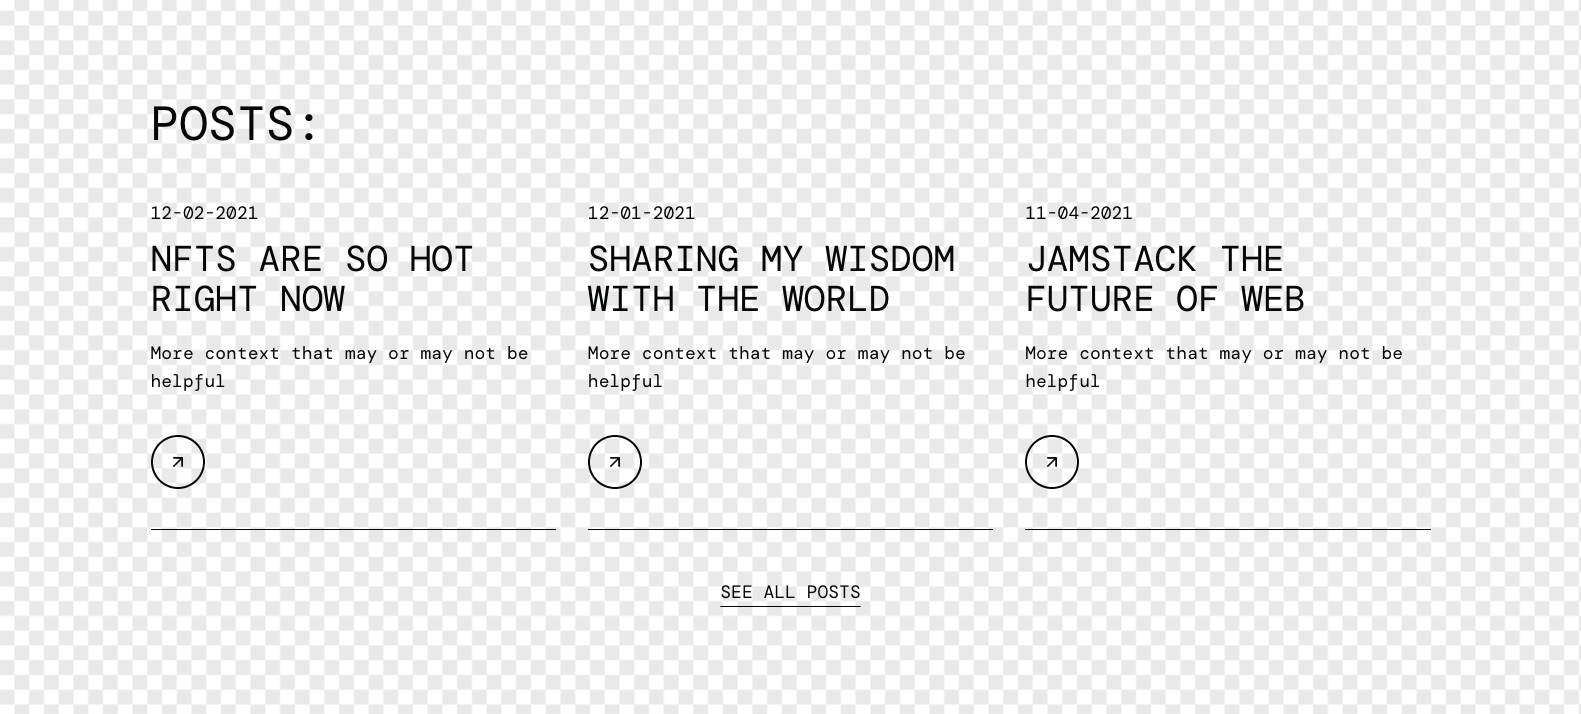 POSTS:
12-02-2021
NFTS ARE SO HOT
RIGHT NOW
More context that may or may not be
helpful
12-01-2021
SHARING MY WISDOM
WITH THE WORLD
More context that may or may not be
helpful
11-04-2021
JAMSTACK THE
FUTURE OF WEB
More context that may or may not be
helpful
SEE ALL POSTS